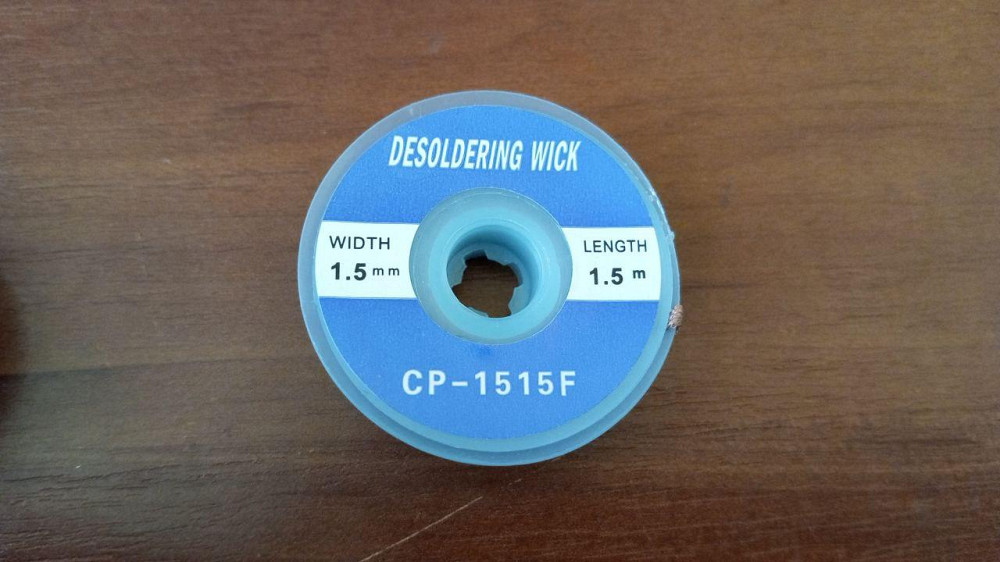 DESOLDERING WICK
WIDTH
1.5 mm
LENGTH
1.5 m
CP-1515F